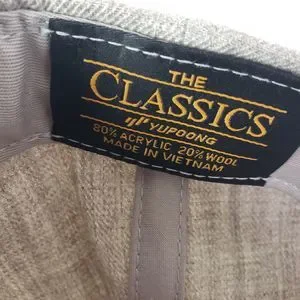 THE
CLASSICS
YUPOONG
80% ACRYLIC 20% WOOL
MADE IN VIETNAM